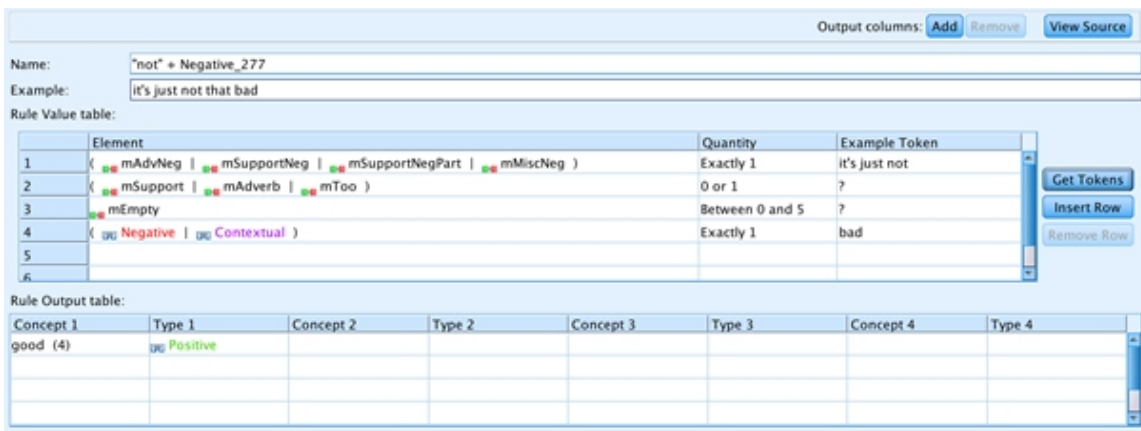 Output columns: Add Remove View Source
Name: "not" + Negative_277
Example: it's just not that bad
Rule Value table:
Element Quantity Example Token
1 ( mAdvNeg | mSupportNeg | mSupportNegPart | mMiscNeg ) Exactly 1 it's just not
Get Tokens
2 ( mSupport | mAdverb | mToo ) 0 or 1 ?
3 mEmpty Between 0 and 5 ?
Insert Row
4 ( Negative | Contextual ) Exactly 1 bad
Remove Row
5
6
Rule Output table:
Concept 1 Type 1 Concept 2 Type 2 Concept 3 Type 3 Concept 4 Type 4
good (4) Positive